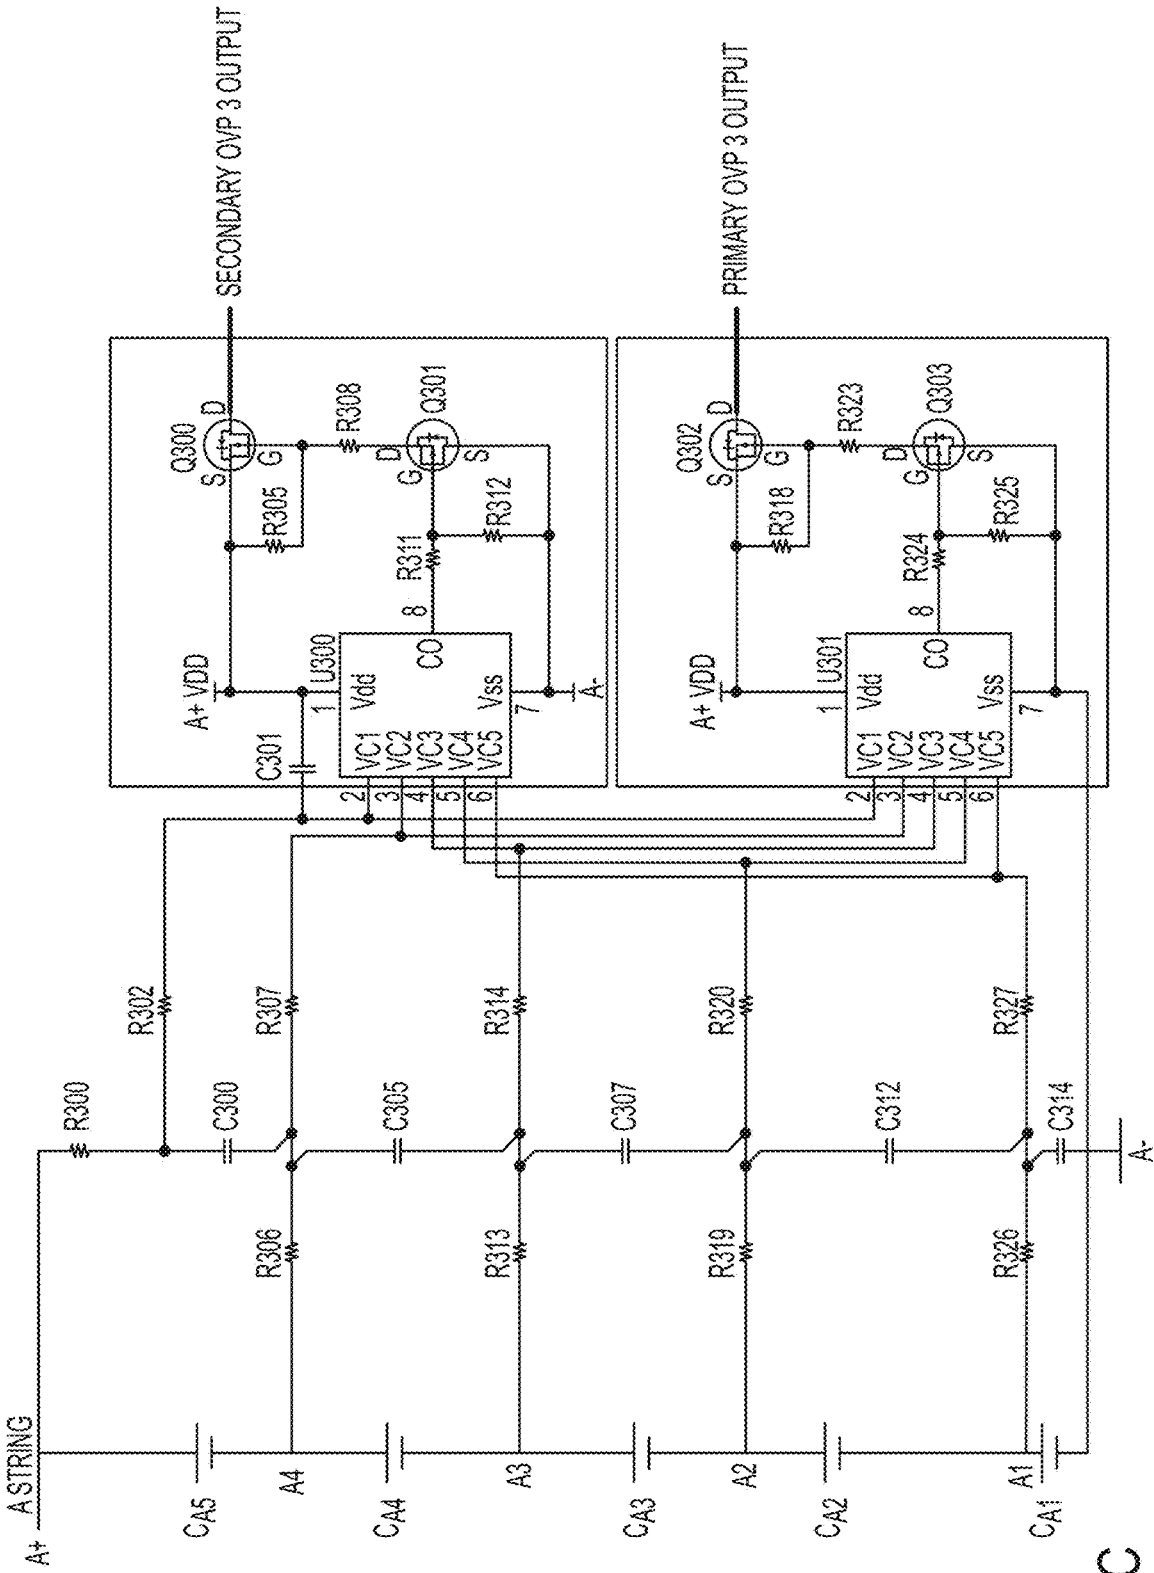 SECONDARY OVP 3 OUTPUT
PRIMARY OVP 3 OUTPUT
Q300
S
D
G
R305
R308
Q301
D
G
S
R311
R312
A+ VDD
U300
1
Vdd
8
CO
VC1
VC2
VC3
VC4
VC5
Vss
7
A-
C301
2
3
4
5
6
Q302
S
D
G
R318
R323
Q303
D
G
S
R324
R325
A+ VDD
U301
1
Vdd
8
CO
VC1
VC2
VC3
VC4
VC5
Vss
7
2
3
4
5
6
R302
R307
R314
R320
R327
R300
C300
C305
C307
C312
C314
A-
R306
R313
R319
R326
A STRING
A+
CA5
A4
CA4
A3
CA3
A2
CA2
A1
CA1
C